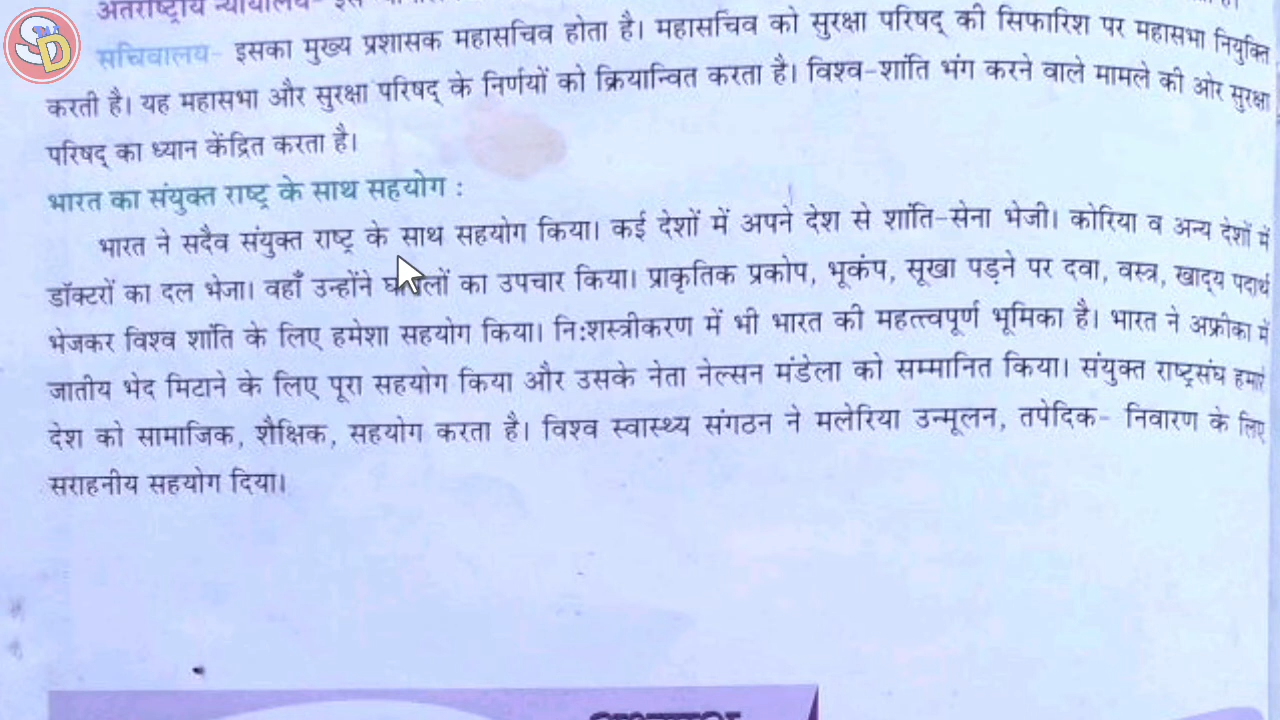 अंतर्राष्ट्रीय न्यायालय-
सचिवालय- इसका मुख्य प्रशासक महासचिव होता है। महासचिव को सुरक्षा परिषद् की सिफारिश पर महासभा नियुक्ति
करती है। यह महासभा और सुरक्षा परिषद् के निर्णयों को क्रियान्वित करता है। विश्व-शांति भंग करने वाले मामले की ओर सुरक्षा
परिषद् का ध्यान केंद्रित करता है।
भारत का संयुक्त राष्ट्र के साथ सहयोग :
भारत ने सदैव संयुक्त राष्ट्र के साथ सहयोग किया। कई देशों में अपने देश से शांति-सेना भेजी। कोरिया व अन्य देशों में
डॉक्टरों का दल भेजा। वहाँ उन्होंने का उपचार किया। प्राकृतिक प्रकोप, भूकंप, सूखा पड़ने पर दवा, वस्त्र, खाद्य पदार्थ
भेजकर विश्व शांति के लिए हमेशा सहयोग किया। नि:शस्त्रीकरण में भी भारत की महत्त्वपूर्ण भूमिका है। भारत ने अफ्रीका में
जातीय भेद मिटाने के लिए पूरा सहयोग किया और उसके नेता नेल्सन मंडेला को सम्मानित किया। संयुक्त राष्ट्रसंघ हमारे
देश को सामाजिक, शैक्षिक, सहयोग करता है। विश्व स्वास्थ्य संगठन ने मलेरिया उन्मूलन, तपेदिक- निवारण के लिए
सराहनीय सहयोग दिया।